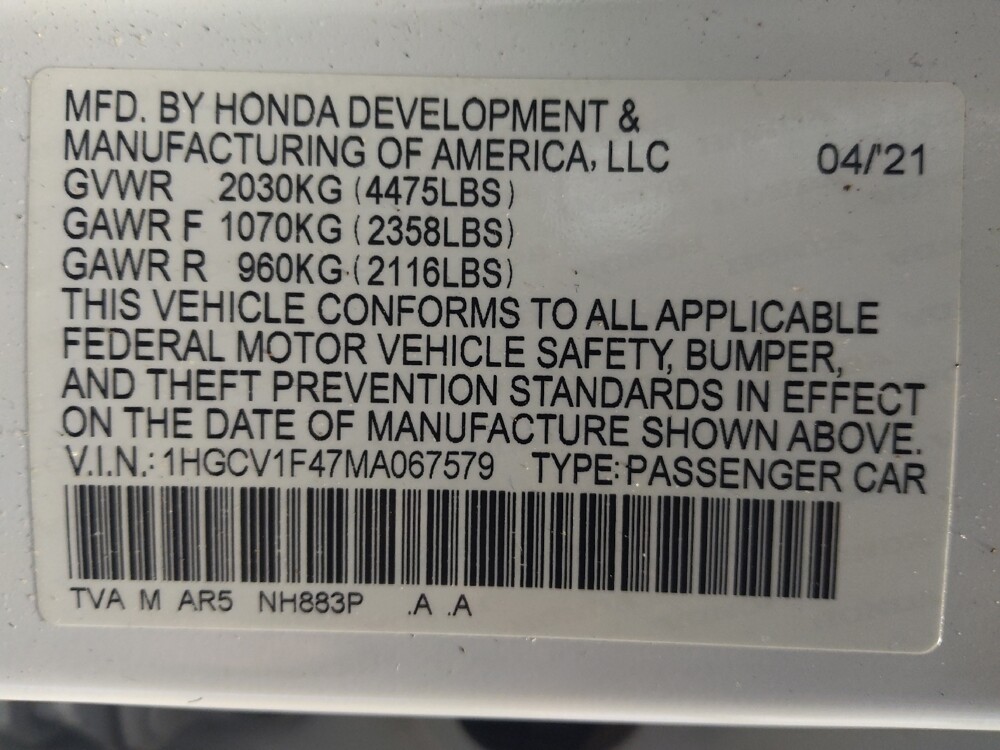 MFD. BY HONDA DEVELOPMENT &
MANUFACTURING OF AMERICA, LLC 04/'21
GVWR 2030KG (4475LBS)
GAWR F 1070KG (2358LBS)
GAWR R 960KG (2116LBS)
THIS VEHICLE CONFORMS TO ALL APPLICABLE
FEDERAL MOTOR VEHICLE SAFETY, BUMPER,
AND THEFT PREVENTION STANDARDS IN EFFECT
ON THE DATE OF MANUFACTURE SHOWN ABOVE.
V.I.N.: 1HGCV1F47MA067579 TYPE: PASSENGER CAR
TVA M AR5 NH883P .A .A